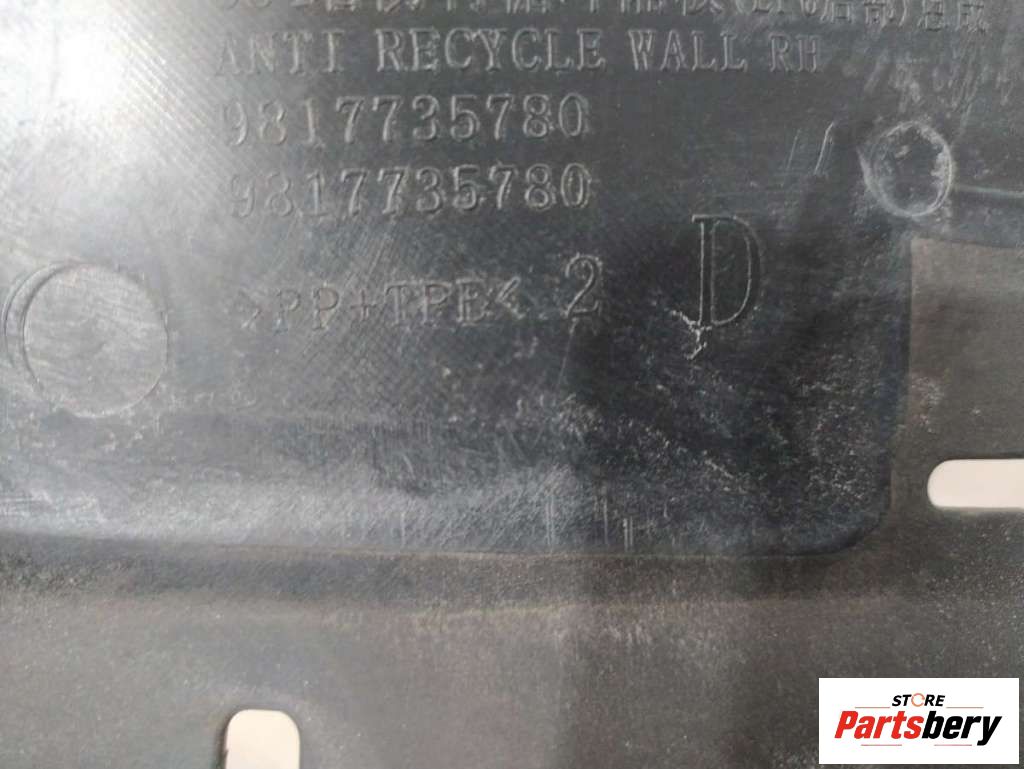 ANTI RECYCLE WALL RH
9817735780
9817735780
>PP+TPE< 2 D
STORE
Partsbery